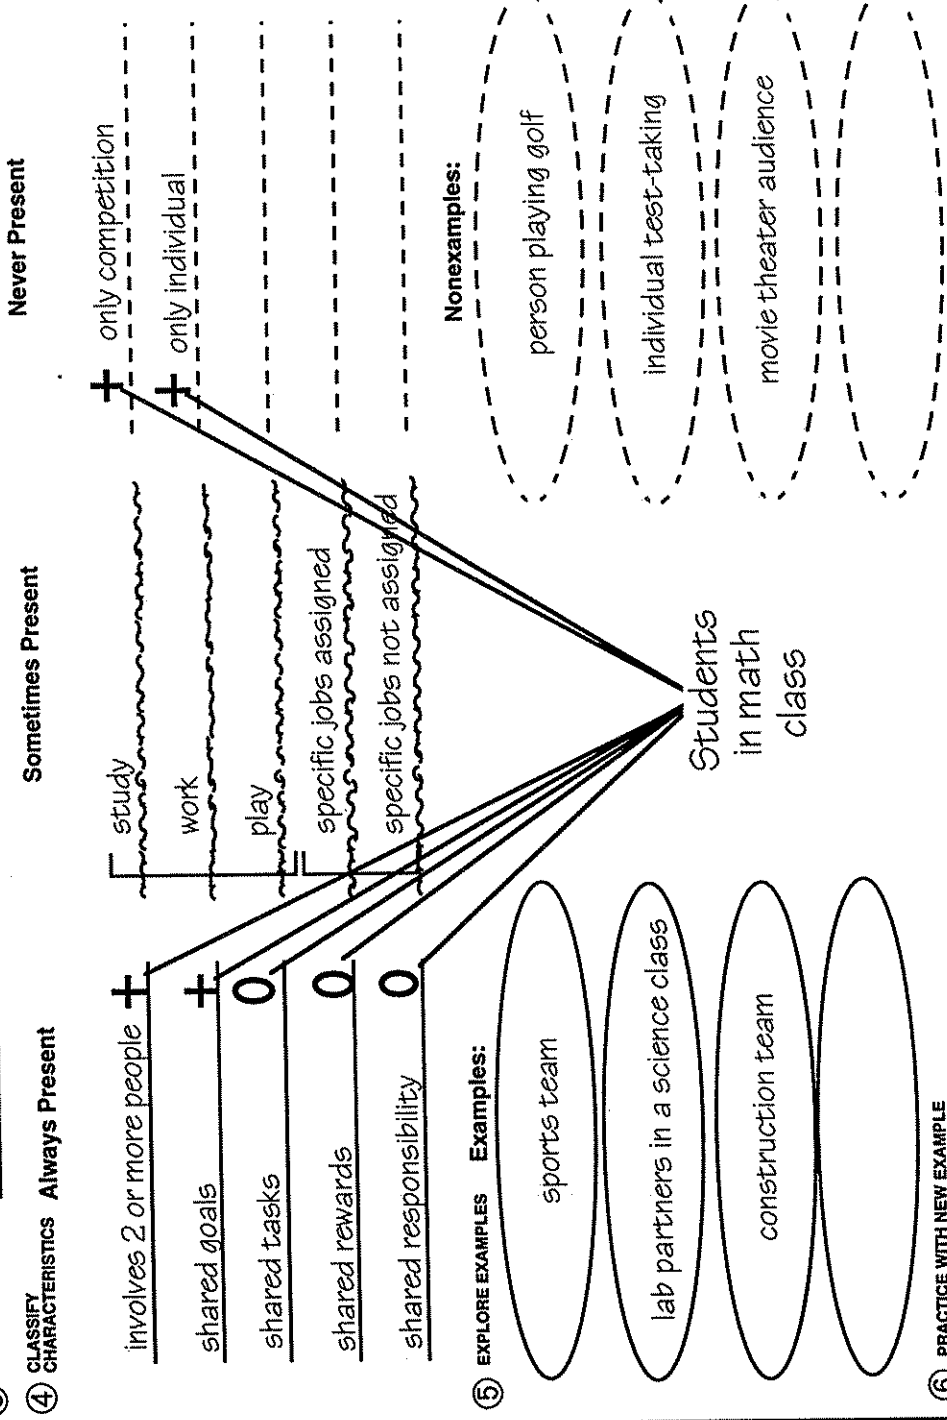 ④ CLASSIFY
CHARACTERISTICS
Always Present
Sometimes Present
Never Present
involves 2 or more people +
shared goals +
shared tasks O
shared rewards O
shared responsibility O
study
work
play
specific jobs assigned
specific jobs not assigned
+ only competition
+ only individual
⑤ EXPLORE EXAMPLES
Examples:
Nonexamples:
sports team
lab partners in a science class
construction team
Students
in math
class
person playing golf
individual test-taking
movie theater audience
⑥ PRACTICE WITH NEW EXAMPLE